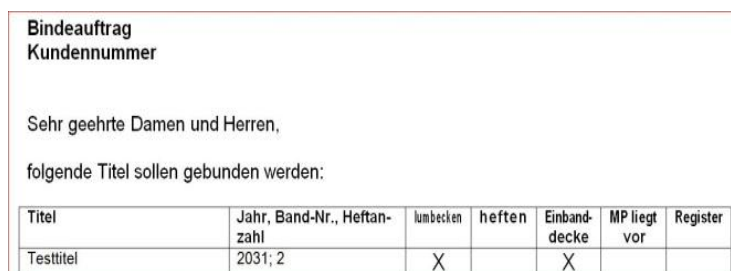 Bindeauftrag
Kundennummer
Sehr geehrte Damen und Herren,
folgende Titel sollen gebunden werden:
Titel Jahr, Band-Nr., Heftan- lumbecken heften Einband- MP liegt Register
zahl decke vor
Testtitel 2031; 2 X X